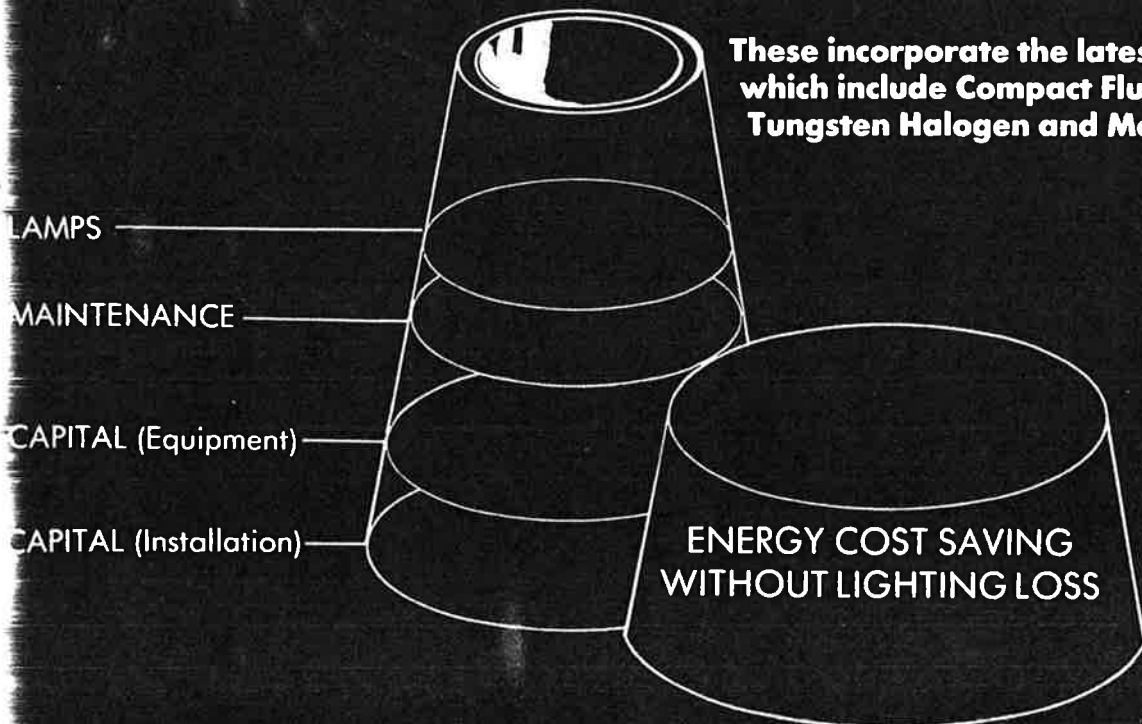 These incorporate the
which include Compact
Tungsten Halogen and
LAMPS
MAINTENANCE
CAPITAL (Equipment)
CAPITAL (Installation)
ENERGY COST SAVING
WITHOUT LIGHTING LOSS